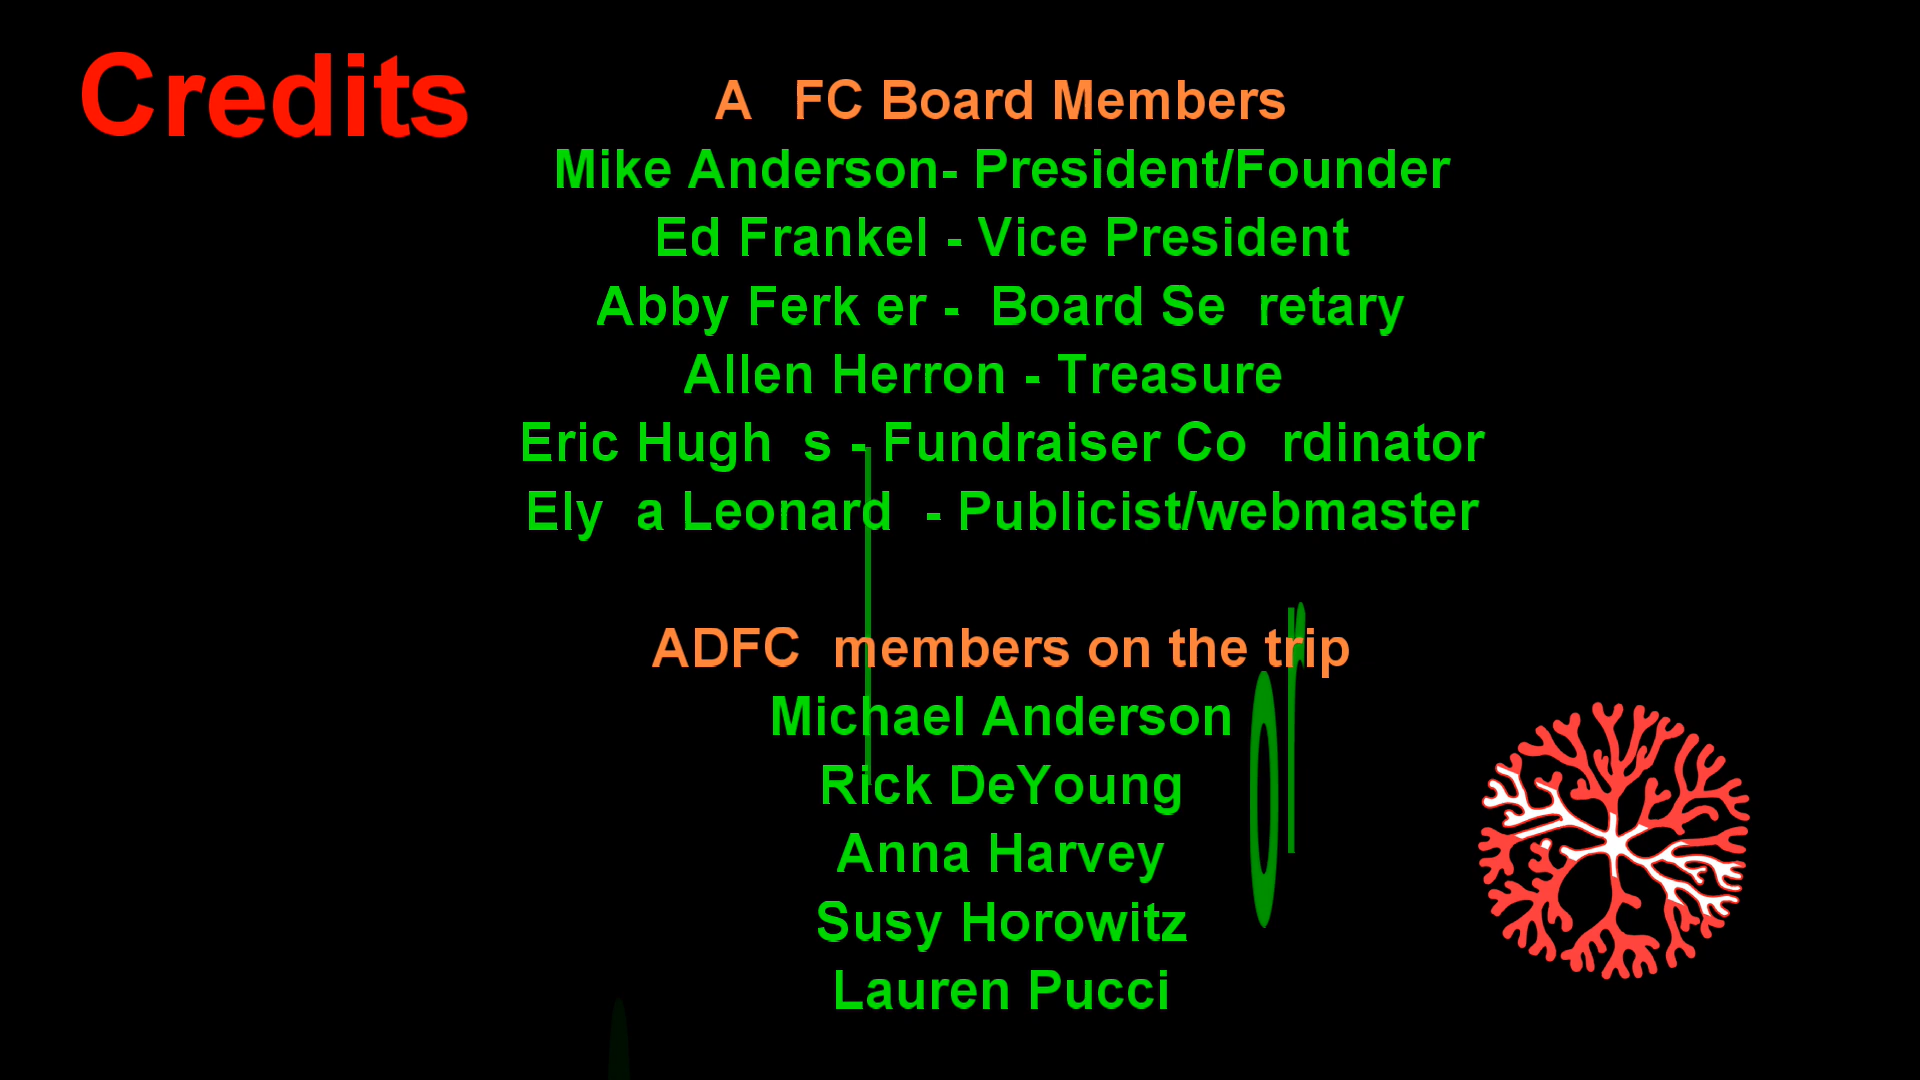 Credits
A FC Board Members
Mike Anderson- President/Founder
Ed Frankel - Vice President
Abby Ferk er - Board Se retary
Allen Herron - Treasure
Eric Hugh s - Fundraiser Co rdinator
Ely a Leonard - Publicist/webmaster
ADFC members on the trip
Michael Anderson
Rick DeYoung
Anna Harvey
Susy Horowitz
Lauren Pucci